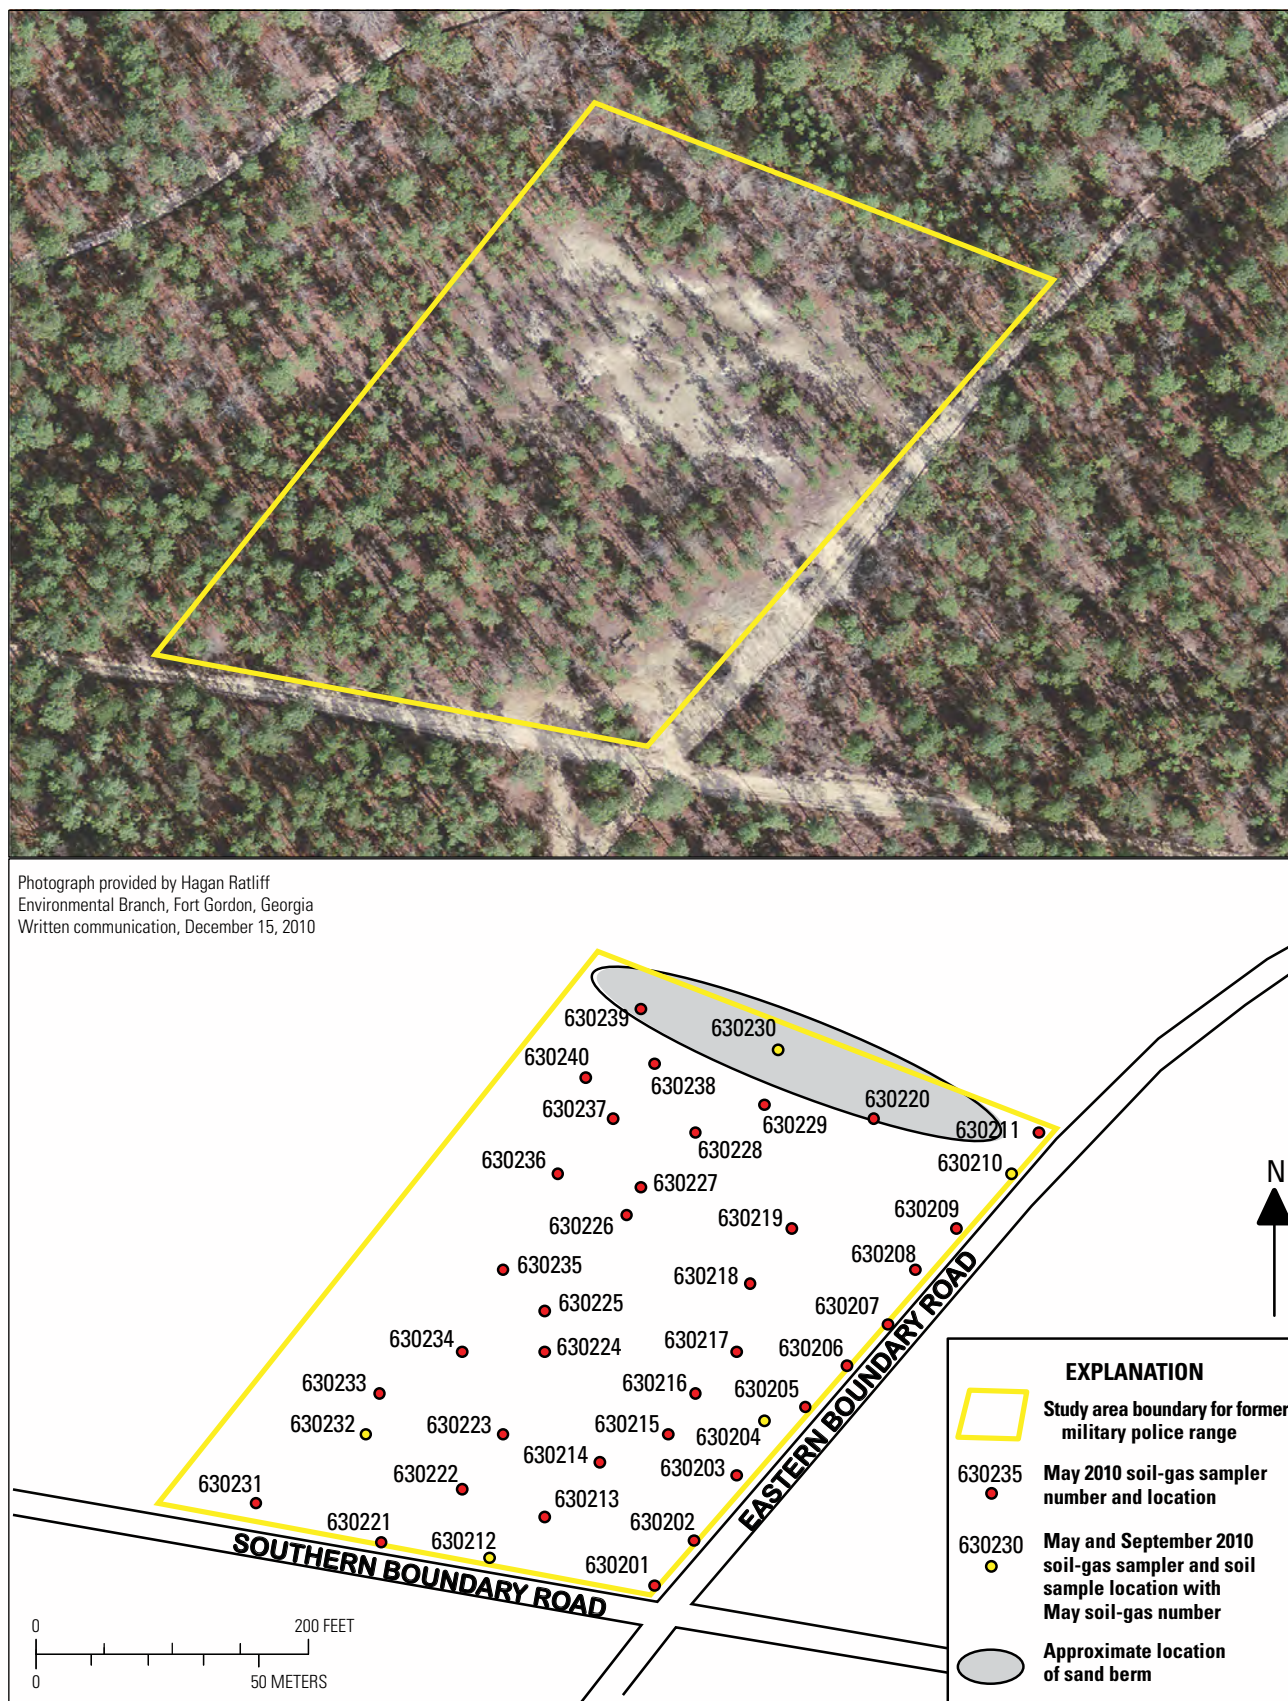 Photograph provided by Hagan Ratliff
Environmental Branch, Fort Gordon, Georgia
Written communication, December 15, 2010
630239
630230
630240
630238
630237
630229
630220
630228
630211
630236
630210
630227
630226
630219
630209
630235
630218
630208
630225
630207
630234
630224
630217
630206
630233
630216
630205
630232
630223
630215
630204
630214
630203
630222
630231
630213
630221
630212
630202
630201
SOUTHERN BOUNDARY ROAD
EASTERN BOUNDARY ROAD
N
0 200 FEET
0 50 METERS
EXPLANATION
Study area boundary for former
military police range
630235
May 2010 soil-gas sampler
number and location
630230
May and September 2010
soil-gas sampler and soil
sample location with
May soil-gas number
Approximate location
of sand berm